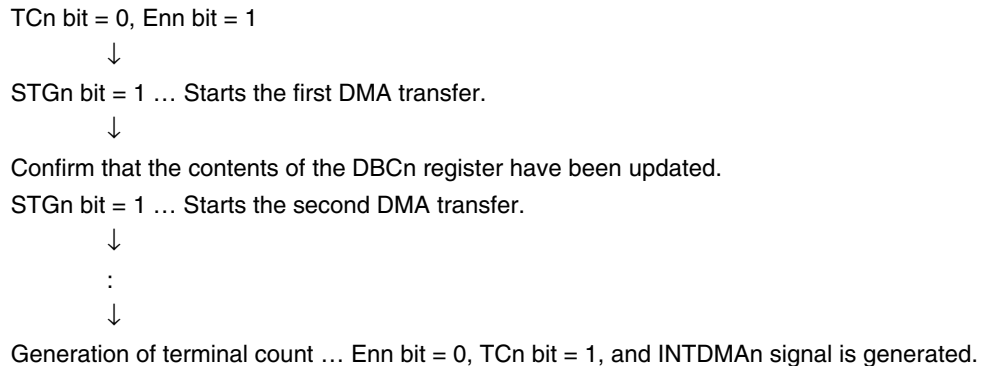 TCn bit = 0, Enn bit = 1
↓
STGn bit = 1 … Starts the first DMA transfer.
↓
Confirm that the contents of the DBCn register have been updated.
STGn bit = 1 … Starts the second DMA transfer.
↓
:
↓
Generation of terminal count … Enn bit = 0, TCn bit = 1, and INTDMAn signal is generated.